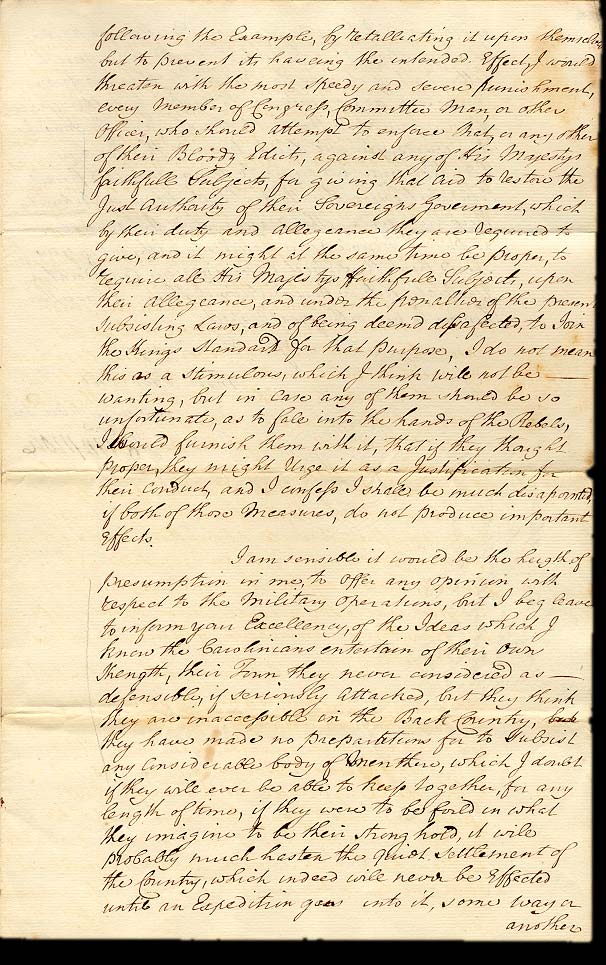 following the Example, by retalleating it upon themselves
but to prevent its haveing the intended Effect, I would
threaten with the most speedy and severe punishment,
every Member of Congress, Committee Man, or other
Officer, who should attempt to enforce that, or any other
of their Bloody Edicts, against any of His Majestys
faithfull Subjects, for giving that aid to restore the
Just Authority of their Sovereigns Goverment, which
by their duty and Allegeance they are required to
give, and it might at the same time be proper, to
require all His Majestys faithfull Subjects, upon
their Allegeance, and under the penalties of the present
Subsisting Laws, and of being deemd disafected, to Join
the Kings Standard for that purpose, I do not mean
this as a Stimulous, which I think will not be
wanting, but in case any of them should be so
unfortunate, as to fale into the hands of the Rebels,
I would furnish them with it, that if they thought
proper, they might Urge it as a Justification for
their Conduct, and I confess I shall be much disapointed,
if both of those Measures, do not produce important
Effects.
I am sensible it would be the heigth of
presumption in me, to offer any opinion with
respect to the Military operations, but I beg leave
to inform your Excellency, of the Ideas which I
know the Carolinians entertain of their own
Strength, their Town they never considered as
defensible, if seriously Attached, but they think
they are inaccessible in the Back Country, but
they have made no preparitions for to Subsist
any Considerable body of Men there, which I doubt
if they will ever be able to keep together, for any
length of time, if they were to be foild in what
they imagine to be their strong hold, it will
probably much hasten the quiet Settlement of
the Country, which indeed will never be Effected
until an Expedition goes into it, some way or
another